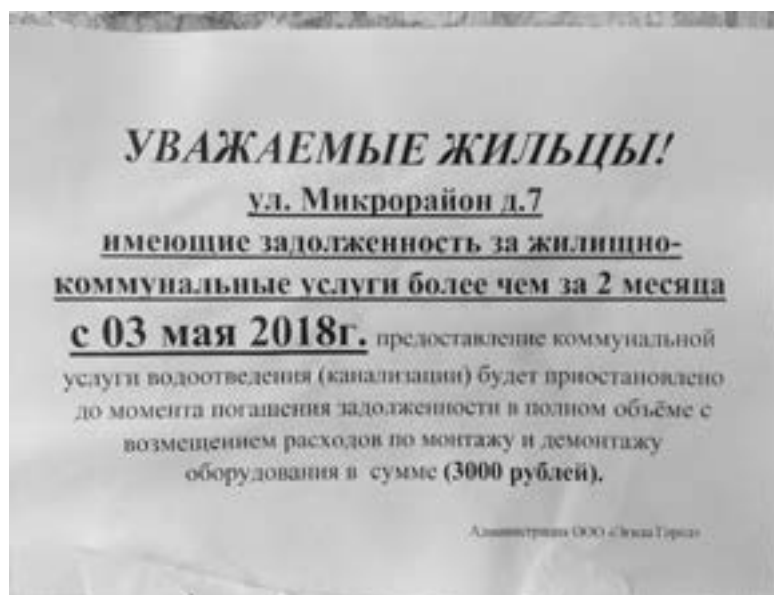 УВАЖАЕМЫЕ ЖИЛЬЦЫ!
ул. Микрорайон д.7
имеющие задолженность за жилищно-
коммунальные услуги более чем за 2 месяца
с 03 мая 2018г. предоставление коммунальной
услуги водоотведения (канализации) будет приостановлено
до момента погашения задолженности в полном объёме с
возмещением расходов по монтажу и демонтажу
оборудования в сумме (3000 рублей).
Администрация ООО